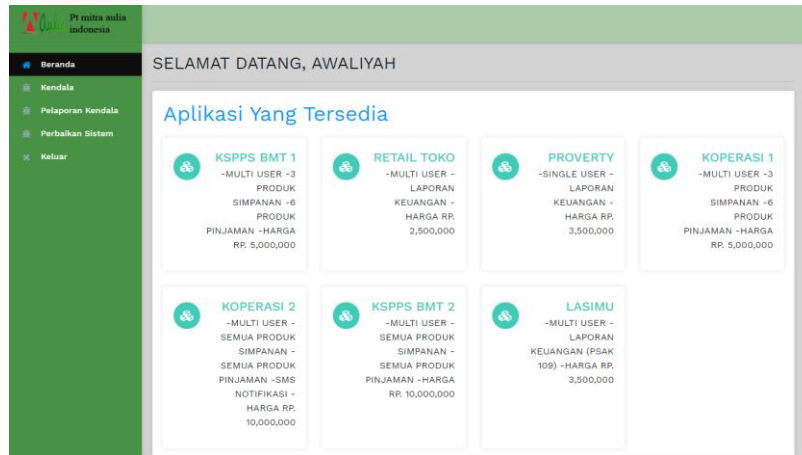 Aulia Pt mitra aulia
indonesia
Beranda
Kendala
Pelaporan Kendala
Perbaikan Sistem
Keluar
SELAMAT DATANG, AWALIYAH
Aplikasi Yang Tersedia
KSPPS BMT 1
-MULTI USER -3
PRODUK
SIMPANAN -6
PRODUK
PINJAMAN -HARGA
RP. 5,000,000
RETAIL TOKO
-MULTI USER -
LAPORAN
KEUANGAN -
HARGA RP.
2,500,000
PROVERTY
-SINGLE USER -
LAPORAN
KEUANGAN -
HARGA RP.
3,500,000
KOPERASI 1
-MULTI USER -3
PRODUK
SIMPANAN -6
PRODUK
PINJAMAN -HARGA
RP. 5,000,000
KOPERASI 2
-MULTI USER -
SEMUA PRODUK
SIMPANAN -
SEMUA PRODUK
PINJAMAN -SMS
NOTIFIKASI -
HARGA RP.
10,000,000
KSPPS BMT 2
-MULTI USER -
SEMUA PRODUK
SIMPANAN -
SEMUA PRODUK
PINJAMAN -HARGA
RP. 10,000,000
LASIMU
-MULTI USER -
LAPORAN
KEUANGAN (PSAK
109) -HARGA RP.
3,500,000